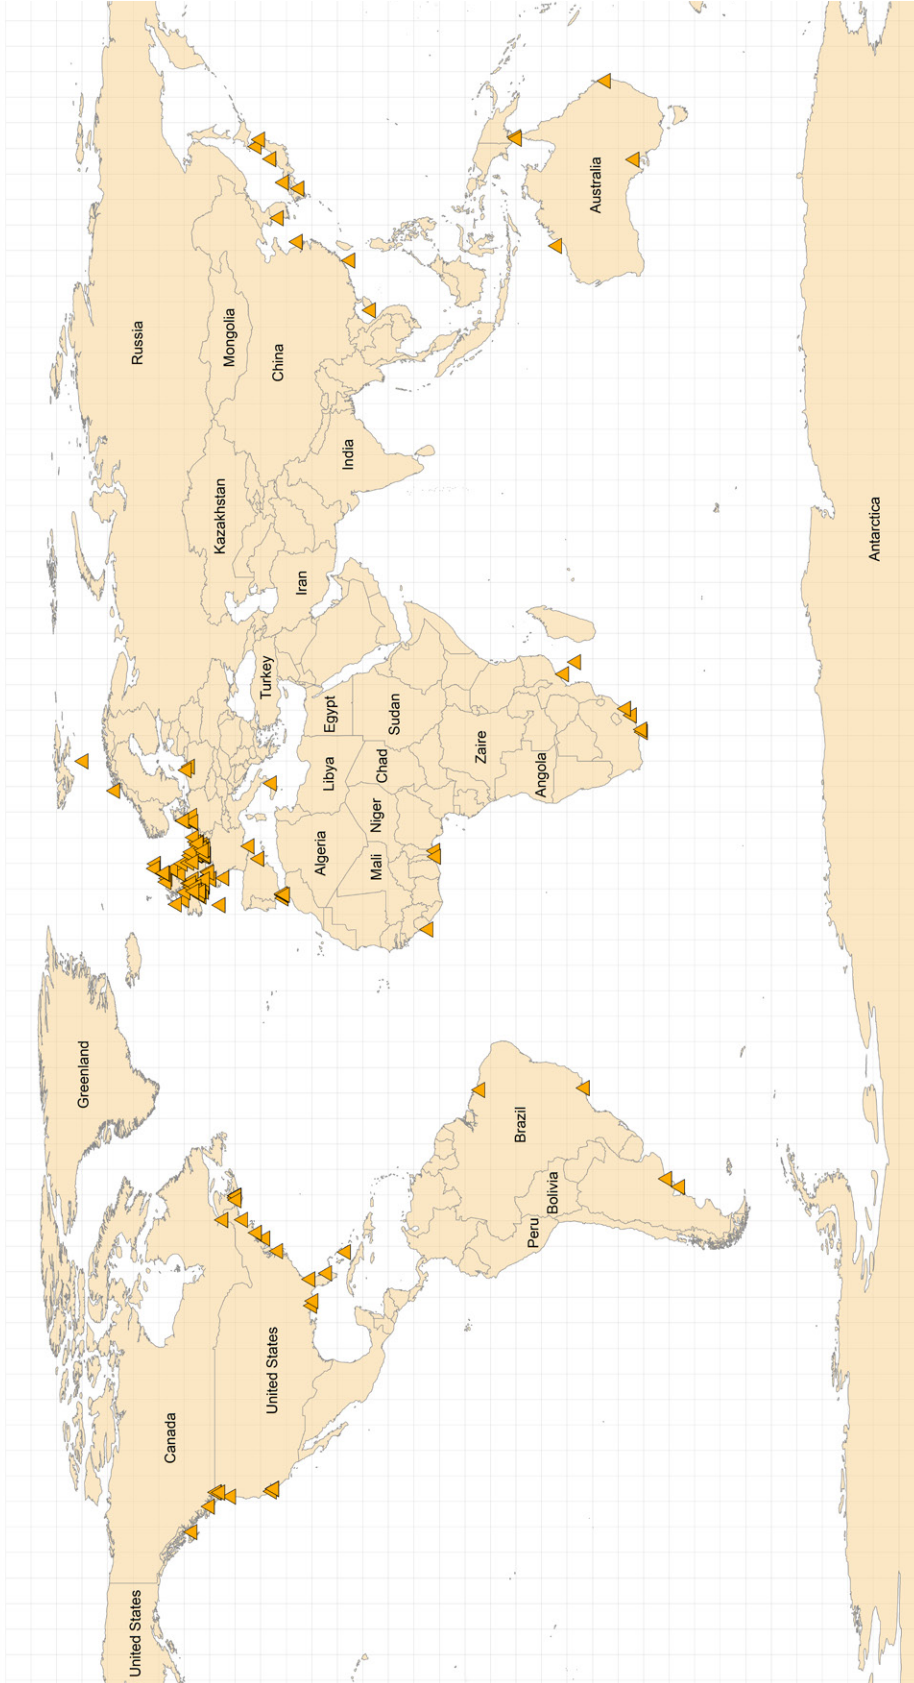 Greenland
Canada
United States
United States
Russia
Kazakhstan
Mongolia
China
Turkey
Iran
India
Algeria
Libya
Egypt
Mali
Niger
Chad
Sudan
Zaire
Angola
Peru
Bolivia
Brazil
Australia
Antarctica